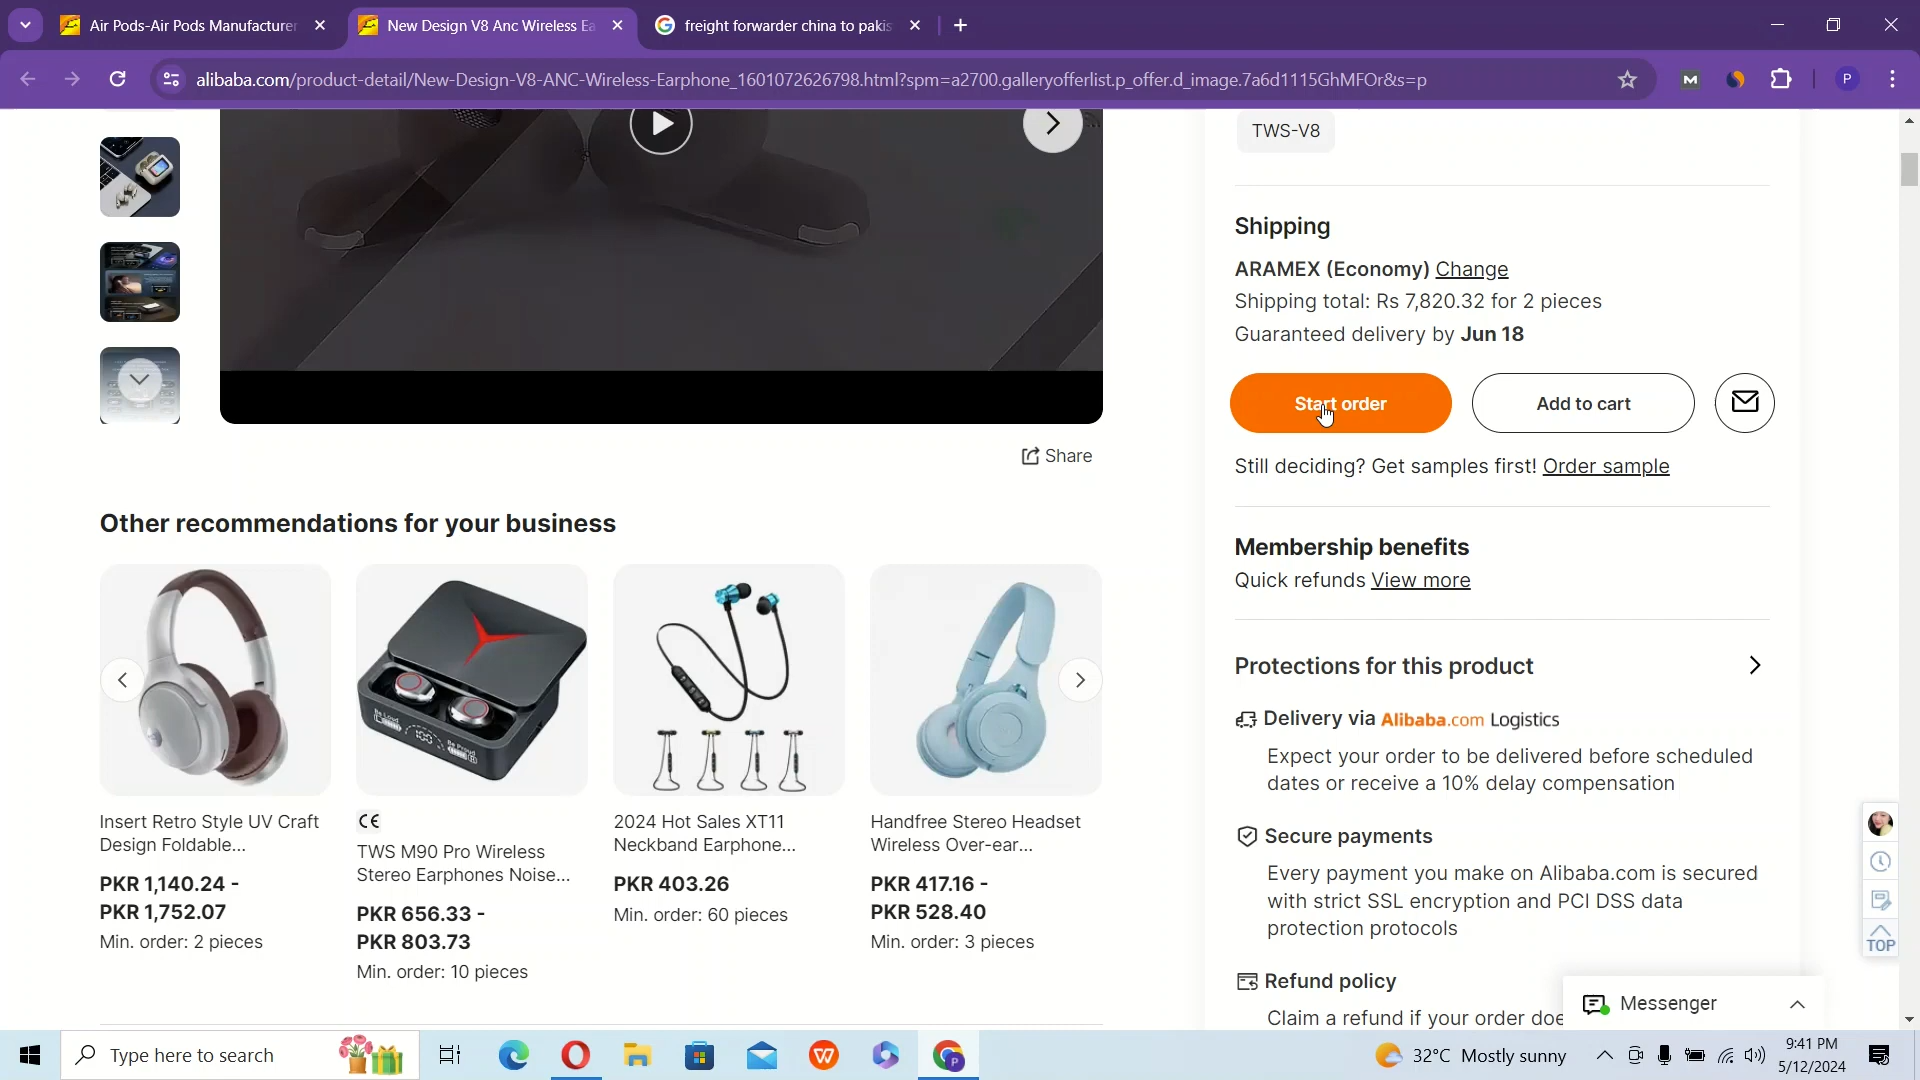 Air Pods-Air Pods Manufacturer
New Design V8 Anc Wireless Ea
freight forwarder china to pakis
alibaba.com/product-detail/New-Design-V8-ANC-Wireless-Earphone_1601072626798.html?spm=a2700.galleryofferlist.p_offer.d_image.7a6d1115GhMFOr&s=p
P
TWS-V8
Shipping
ARAMEX (Economy) Change
Shipping total: Rs 7,820.32 for 2 pieces
Guaranteed delivery by Jun 18
Start order
Add to cart
Still deciding? Get samples first! Order sample
Share
Other recommendations for your business
Membership benefits
Quick refunds View more
Protections for this product
Delivery via Alibaba.com Logistics
Expect your order to be delivered before scheduled
dates or receive a 10% delay compensation
Secure payments
Every payment you make on Alibaba.com is secured
with strict SSL encryption and PCI DSS data
protection protocols
Refund policy
Claim a refund if your order doe
Insert Retro Style UV Craft
Design Foldable...
PKR 1,140.24 -
PKR 1,752.07
Min. order: 2 pieces
CE
TWS M90 Pro Wireless
Stereo Earphones Noise...
PKR 656.33 -
PKR 803.73
Min. order: 10 pieces
2024 Hot Sales XT11
Neckband Earphone...
PKR 403.26
Min. order: 60 pieces
Handfree Stereo Headset
Wireless Over-ear...
PKR 417.16 -
PKR 528.40
Min. order: 3 pieces
TOP
Messenger
Type here to search
32°C Mostly sunny
9:41 PM
5/12/2024